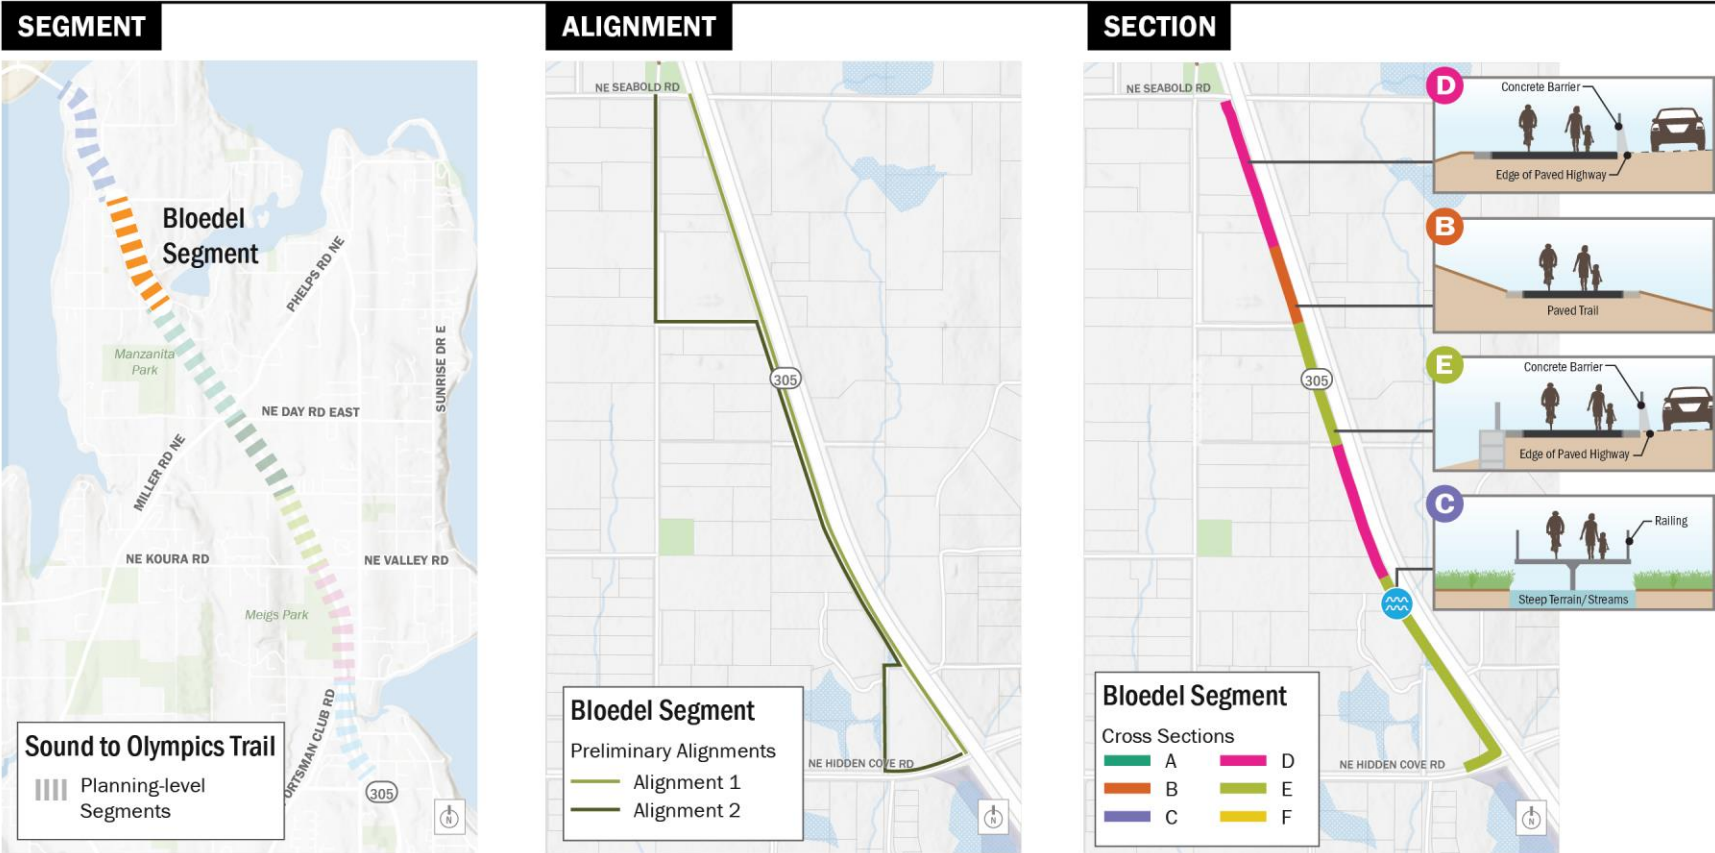 SEGMENT
Bloedel
Segment
PHELPS RD NE
SUNRISE DR E
Manzanita
Park
NE DAY RD EAST
MILLER RD NE
NE KOURA RD
NE VALLEY RD
Meigs Park
ORTSMAN CLUB RD
305
Sound to Olympics Trail
Planning-level
Segments
N
ALIGNMENT
NE SEABOLD RD
305
NE HIDDEN COVE RD
Bloedel Segment
Preliminary Alignments
Alignment 1
Alignment 2
N
SECTION
NE SEABOLD RD
305
NE HIDDEN COVE RD
D
Concrete Barrier
Edge of Paved Highway
B
Paved Trail
E
Concrete Barrier
Edge of Paved Highway
C
Railing
Steep Terrain/Streams
Bloedel Segment
Cross Sections
A
B
C
D
E
F
N